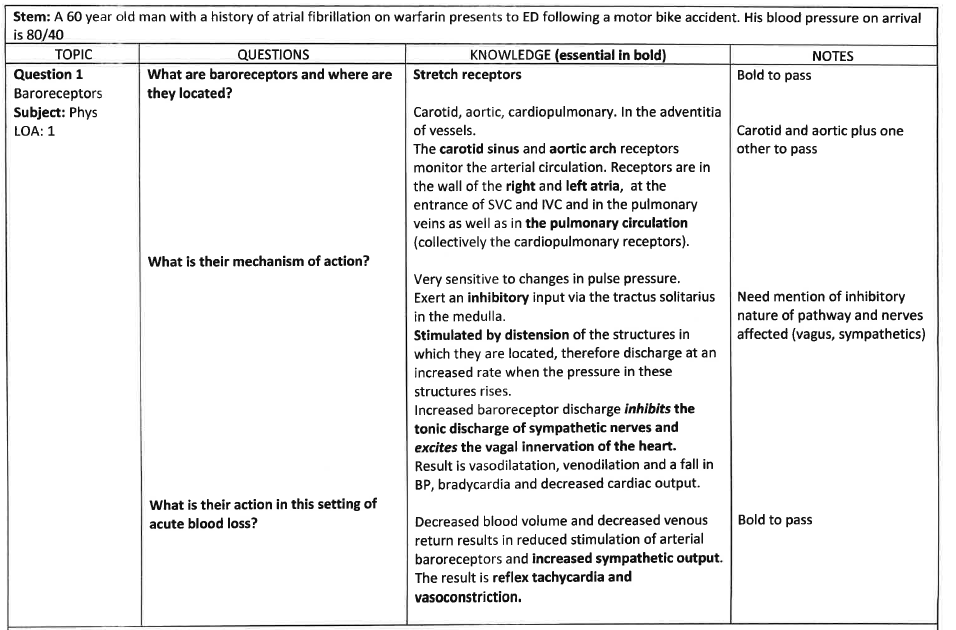 Stem: A 60 year old man with a history of atrial fibrillation on warfarin presents to ED following a motor bike accident. His blood pressure on arrival
is 80/40
TOPIC
QUESTIONS
KNOWLEDGE (essential in bold)
NOTES
Question 1
Baroreceptors
Subject: Phys
LOA: 1
What are baroreceptors and where are
they located?
Stretch receptors
Bold to pass
Carotid, aortic, cardiopulmonary. In the adventitia
of vessels.
Carotid and aortic plus one
other to pass
The carotid sinus and aortic arch receptors
monitor the arterial circulation. Receptors are in
the wall of the right and left atria, at the
entrance of SVC and IVC and in the pulmonary
veins as well as in the pulmonary circulation
(collectively the cardiopulmonary receptors).
What is their mechanism of action?
Very sensitive to changes in pulse pressure.
Exert an inhibitory input via the tractus solitarius
in the medulla.
Need mention of inhibitory
nature of pathway and nerves
affected (vagus, sympathetics)
Stimulated by distension of the structures in
which they are located, therefore discharge at an
increased rate when the pressure in these
structures rises.
Increased baroreceptor discharge inhibits the
tonic discharge of sympathetic nerves and
excites the vagal innervation of the heart.
Result is vasodilatation, venodilation and a fall in
BP, bradycardia and decreased cardiac output.
What is their action in this setting of
acute blood loss?
Decreased blood volume and decreased venous
return results in reduced stimulation of arterial
baroreceptors and increased sympathetic output.
The result is reflex tachycardia and
vasoconstriction.
Bold to pass